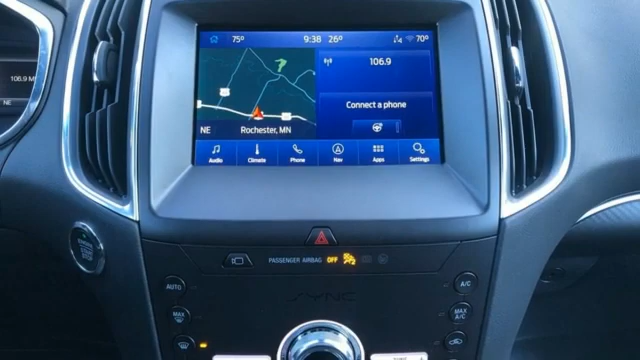 75° 9:38 26° 70°
106.9
Connect a phone
NE Rochester, MN
Audio Climate Phone Nav Apps Settings
106.9 M
NE
PASSENGER AIRBAG OFF
SYNC
AUTO A/C
MAX MAX A/C